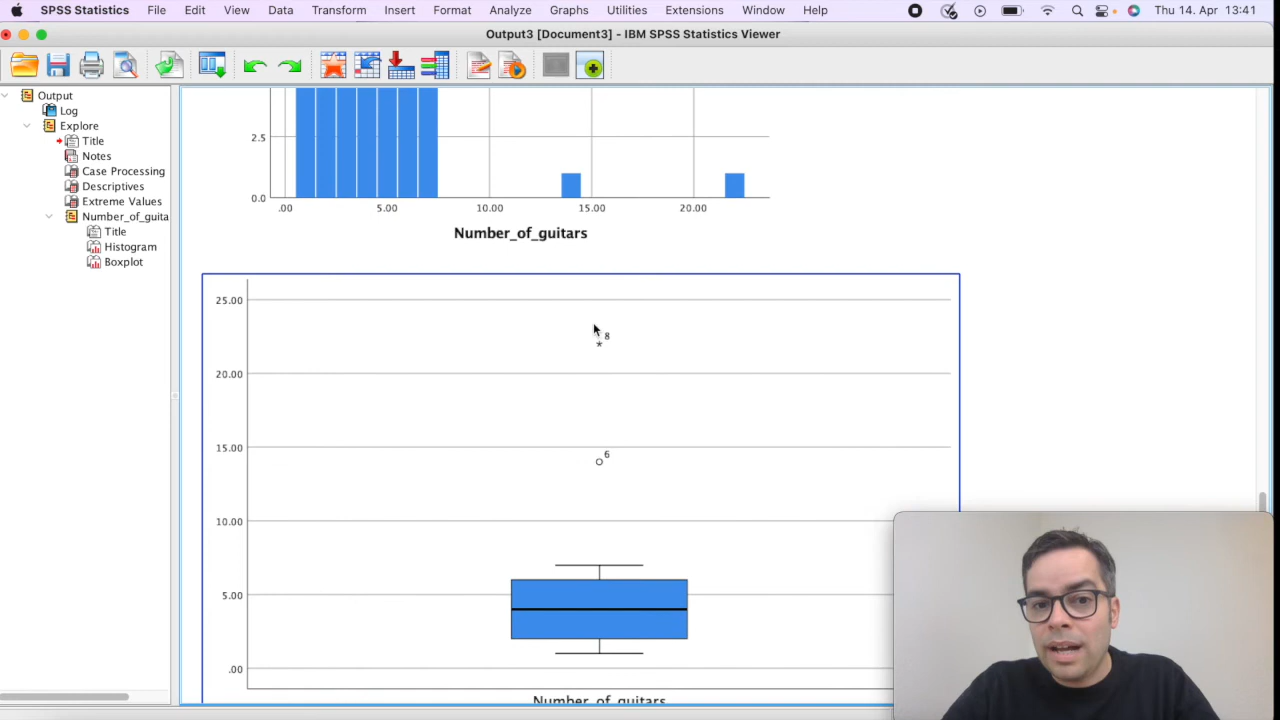 SPSS Statistics File Edit View Data Transform Insert Format Analyze Graphs Utilities Extensions Window Help Thu 14. Apr 13:41
Output3 [Document3] - IBM SPSS Statistics Viewer
Output
Log
Explore
Title
Notes
Case Processing
Descriptives
Extreme Values
Number_of_guita
Title
Histogram
Boxplot
2.5
0.0
.00 5.00 10.00 15.00 20.00
Number_of_guitars
25.00
8
*
20.00
15.00
6
10.00
5.00
.00
Number_of_guitars